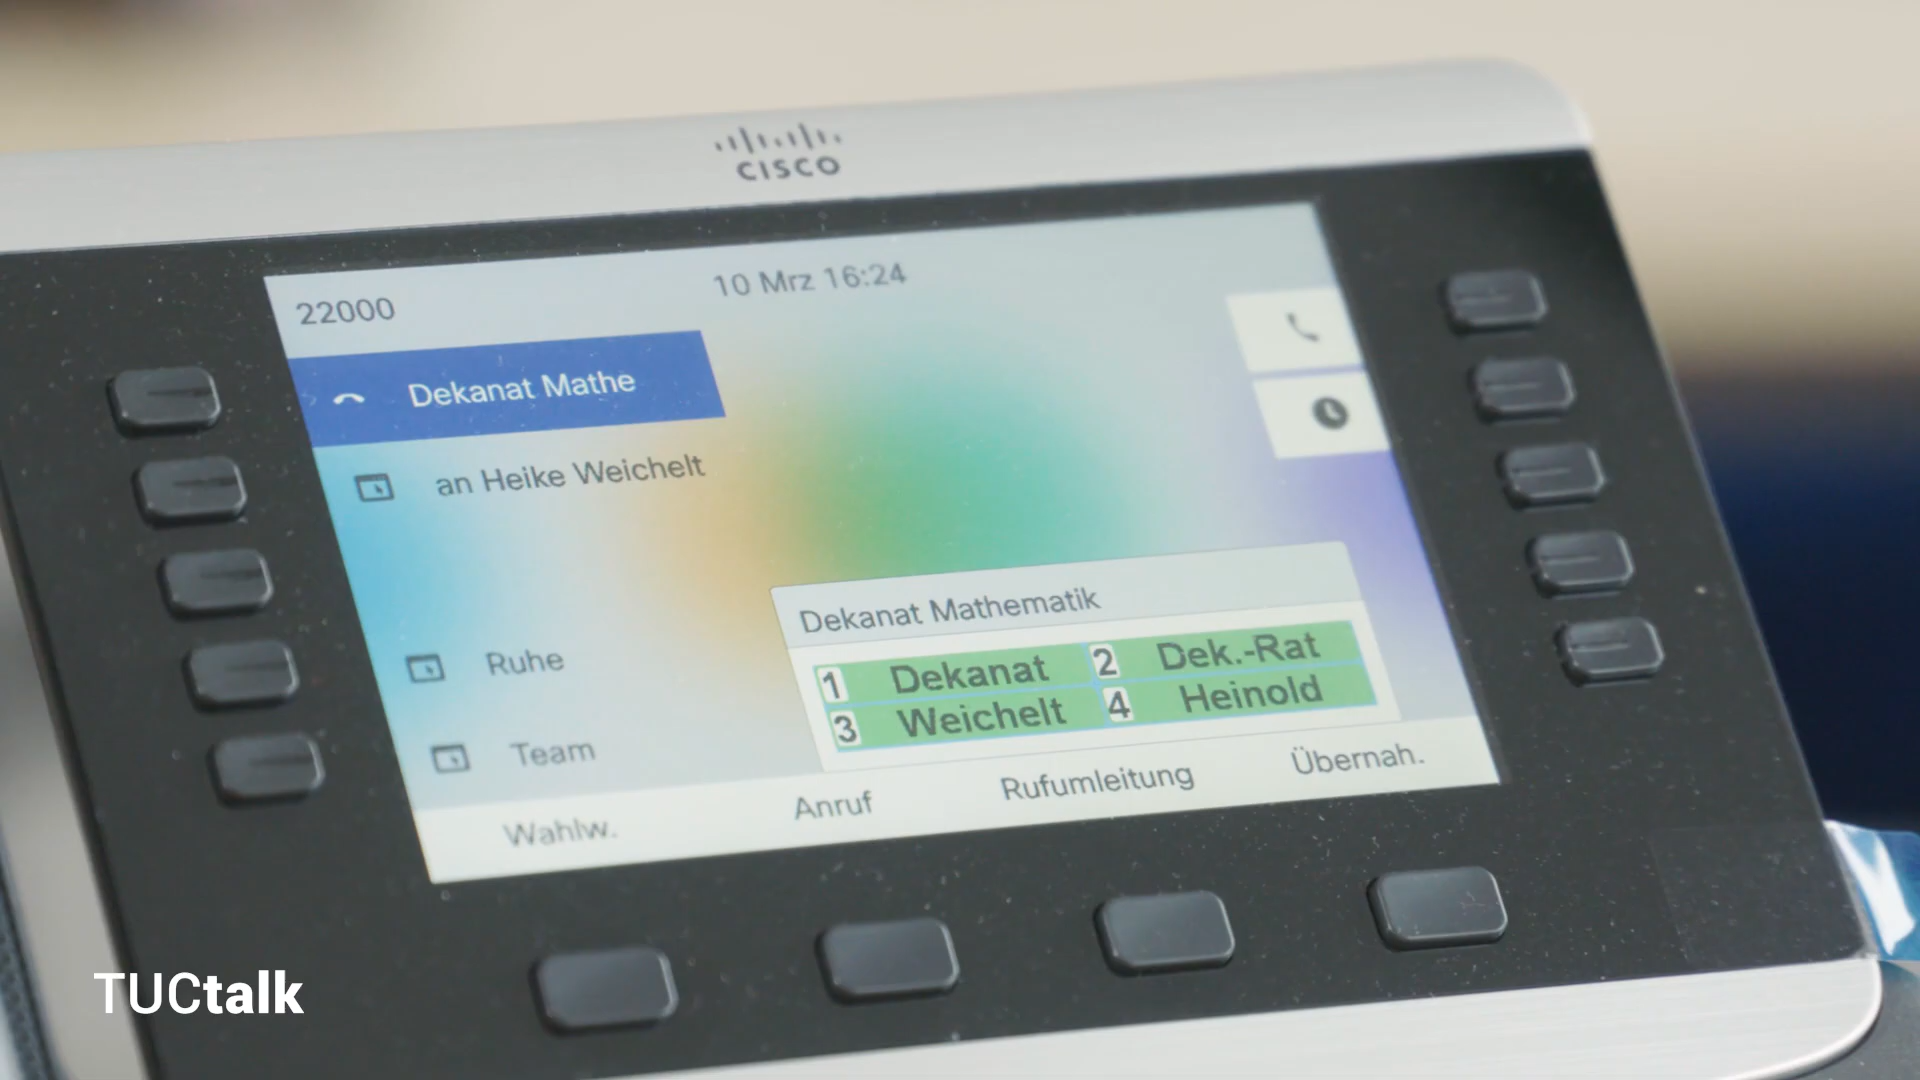 CISCO
22000
10 Mrz 16:24
Dekanat Mathe
an Heike Weichelt
Ruhe
Team
Dekanat Mathematik
1 Dekanat 2 Dek.-Rat
3 Weichelt 4 Heinold
Wahlw. Anruf Rufumleitung Übernah.
TUCtalk